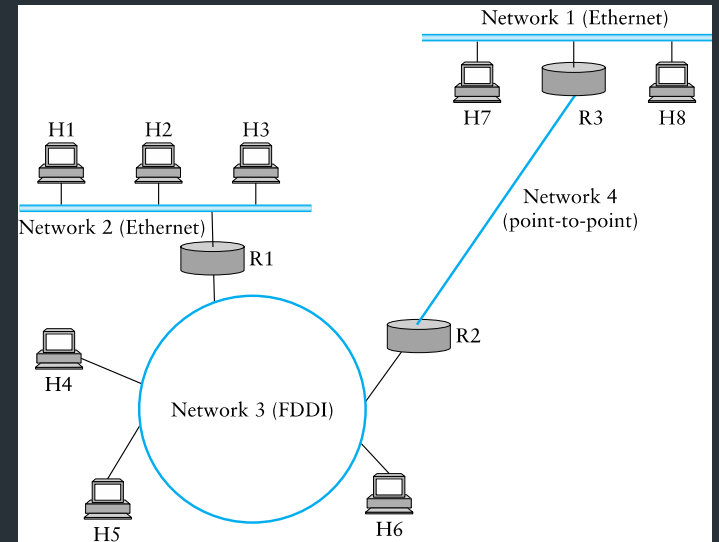 Network 1 (Ethernet)
H7
R3
H8
H1
H2
H3
Network 2 (Ethernet)
R1
Network 4
(point-to-point)
R2
H4
Network 3 (FDDI)
H5
H6